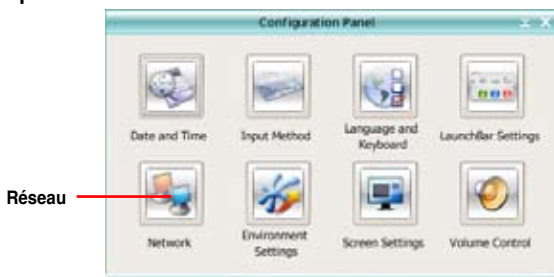 Configuration Panel
Date and Time
Input Method
Language and
Keyboard
LaunchBar Settings
Réseau
Network
Environment
Settings
Screen Settings
Volume Control